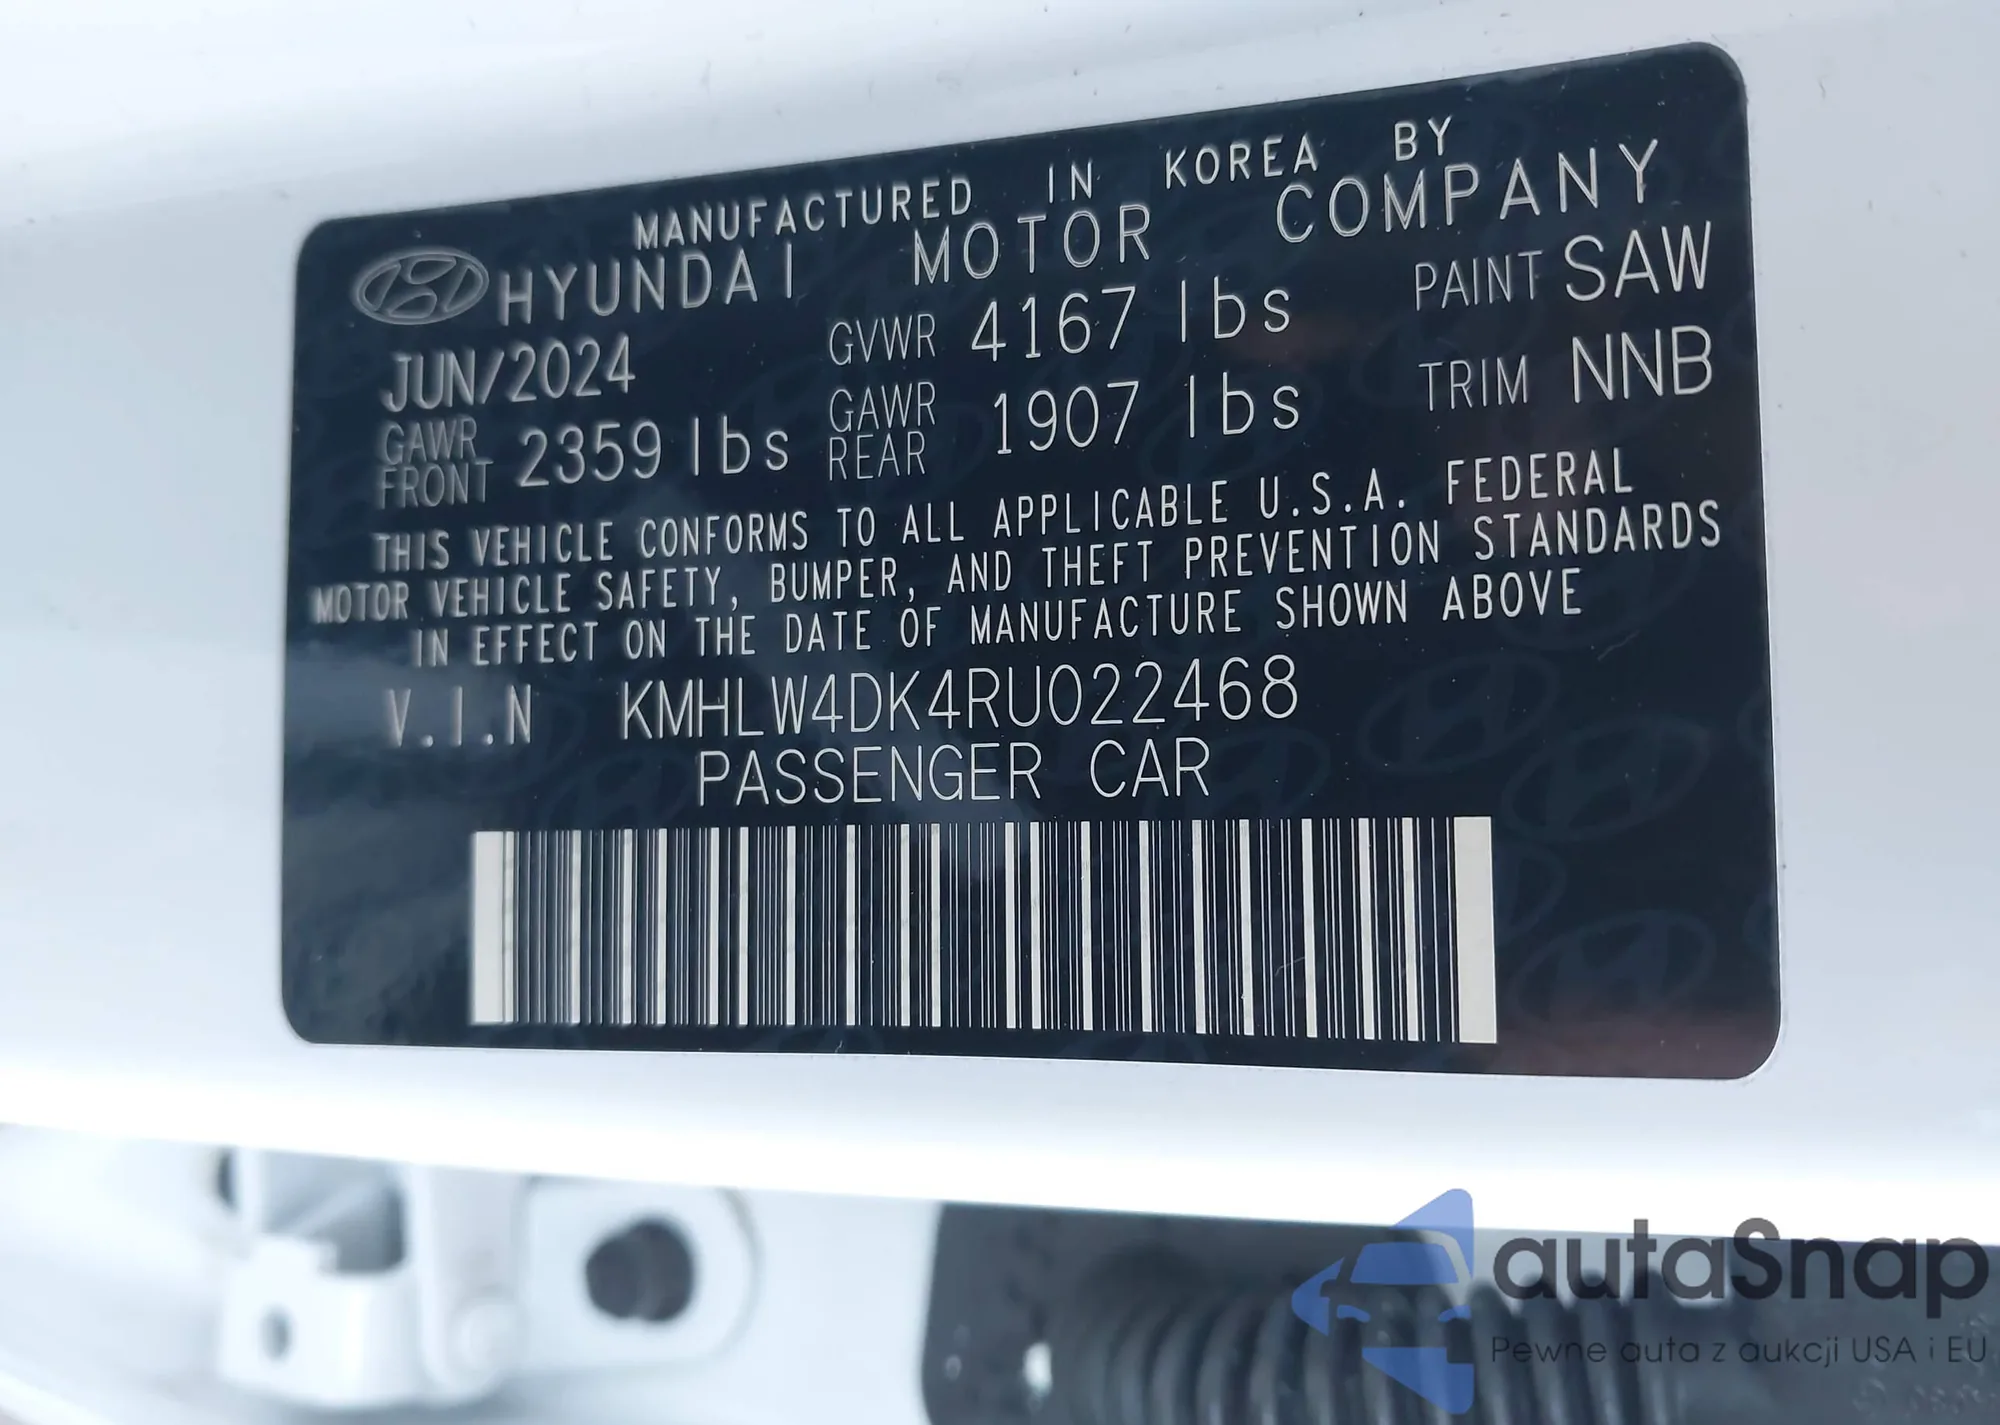 MANUFACTURED IN KOREA BY
HYUNDAI MOTOR COMPANY
JUN/2024 GVWR 4167 lbs PAINT SAW
GAWR FRONT 2359 lbs GAWR REAR 1907 lbs TRIM NNB
THIS VEHICLE CONFORMS TO ALL APPLICABLE U.S.A. FEDERAL
MOTOR VEHICLE SAFETY, BUMPER, AND THEFT PREVENTION STANDARDS
IN EFFECT ON THE DATE OF MANUFACTURE SHOWN ABOVE
V.I.N KMHLW4DK4RU022468
PASSENGER CAR
autaSnap
Pewne auta z aukcji USA i EU